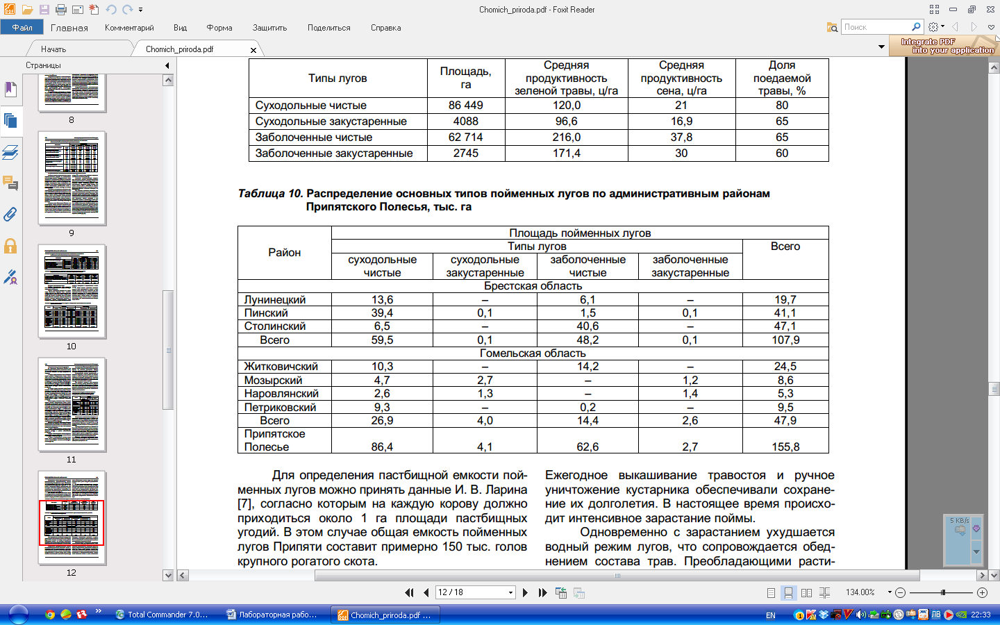 Chomich_priroda.pdf - Foxit Reader
Файл Главная Комментарий Вид Форма Защитить Поделиться Справка
Поиск
Начать Chomich_priroda.pdf
Integrate PDF
into your application
Страницы
8
9
10
11
12
Типы лугов Площадь, га Средняя продуктивность зеленой травы, ц/га Средняя продуктивность сена, ц/га Доля поедаемой травы, %
Суходольные чистые 86 449 120,0 21 80
Суходольные закустаренные 4088 96,6 16,9 65
Заболоченные чистые 62 714 216,0 37,8 65
Заболоченные закустаренные 2745 171,4 30 60
Таблица 10. Распределение основных типов пойменных лугов по административным районам
Припятского Полесья, тыс. га
Район Площадь пойменных лугов
Типы лугов Всего
суходольные чистые суходольные закустаренные заболоченные чистые заболоченные закустаренные
Брестская область
Лунинецкий 13,6 – 6,1 – 19,7
Пинский 39,4 0,1 1,5 0,1 41,1
Столинский 6,5 – 40,6 – 47,1
Всего 59,5 0,1 48,2 0,1 107,9
Гомельская область
Житковичский 10,3 – 14,2 – 24,5
Мозырский 4,7 2,7 – 1,2 8,6
Наровлянский 2,6 1,3 – 1,4 5,3
Петриковский 9,3 – 0,2 – 9,5
Всего 26,9 4,0 14,4 2,6 47,9
Припятское
Полесье 86,4 4,1 62,6 2,7 155,8
Для определения пастбищной емкости пой-
менных лугов можно принять данные И. В. Ларина
[7], согласно которым на каждую корову должно
приходиться около 1 га площади пастбищных
угодий. В этом случае общая емкость пойменных
лугов Припяти составит примерно 150 тыс. голов
крупного рогатого скота.
Ежегодное выкашивание травостоя и ручное
уничтожение кустарника обеспечивали сохране-
ние их долголетия. В настоящее время происхо-
дит интенсивное зарастание поймы.
Одновременно с зарастанием ухудшается
водный режим лугов, что сопровождается обед-
нением состава трав. Преобладающими расти-
5 KB/s
12 / 18
134.00%
Total Commander 7.0... Лабораторная рабо... Chomich_priroda.pdf ...
EN
ЛВ
22:33